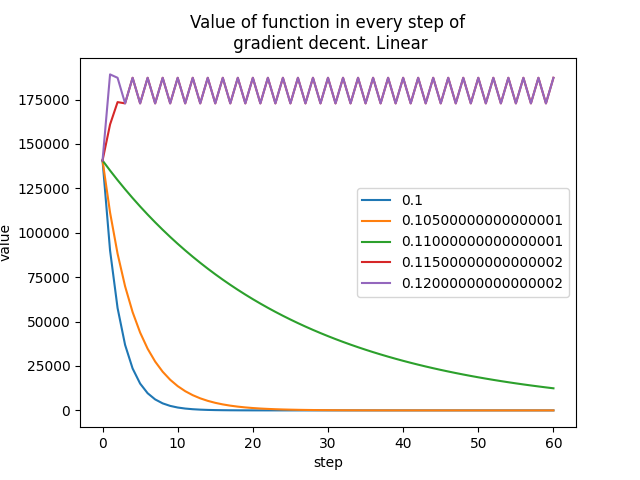 Value of function in every step of
gradient decent. Linear
value
175000
150000
125000
100000
75000
50000
25000
0
0.1
0.10500000000000001
0.11000000000000001
0.11500000000000002
0.12000000000000002
0 10 20 30 40 50 60
step